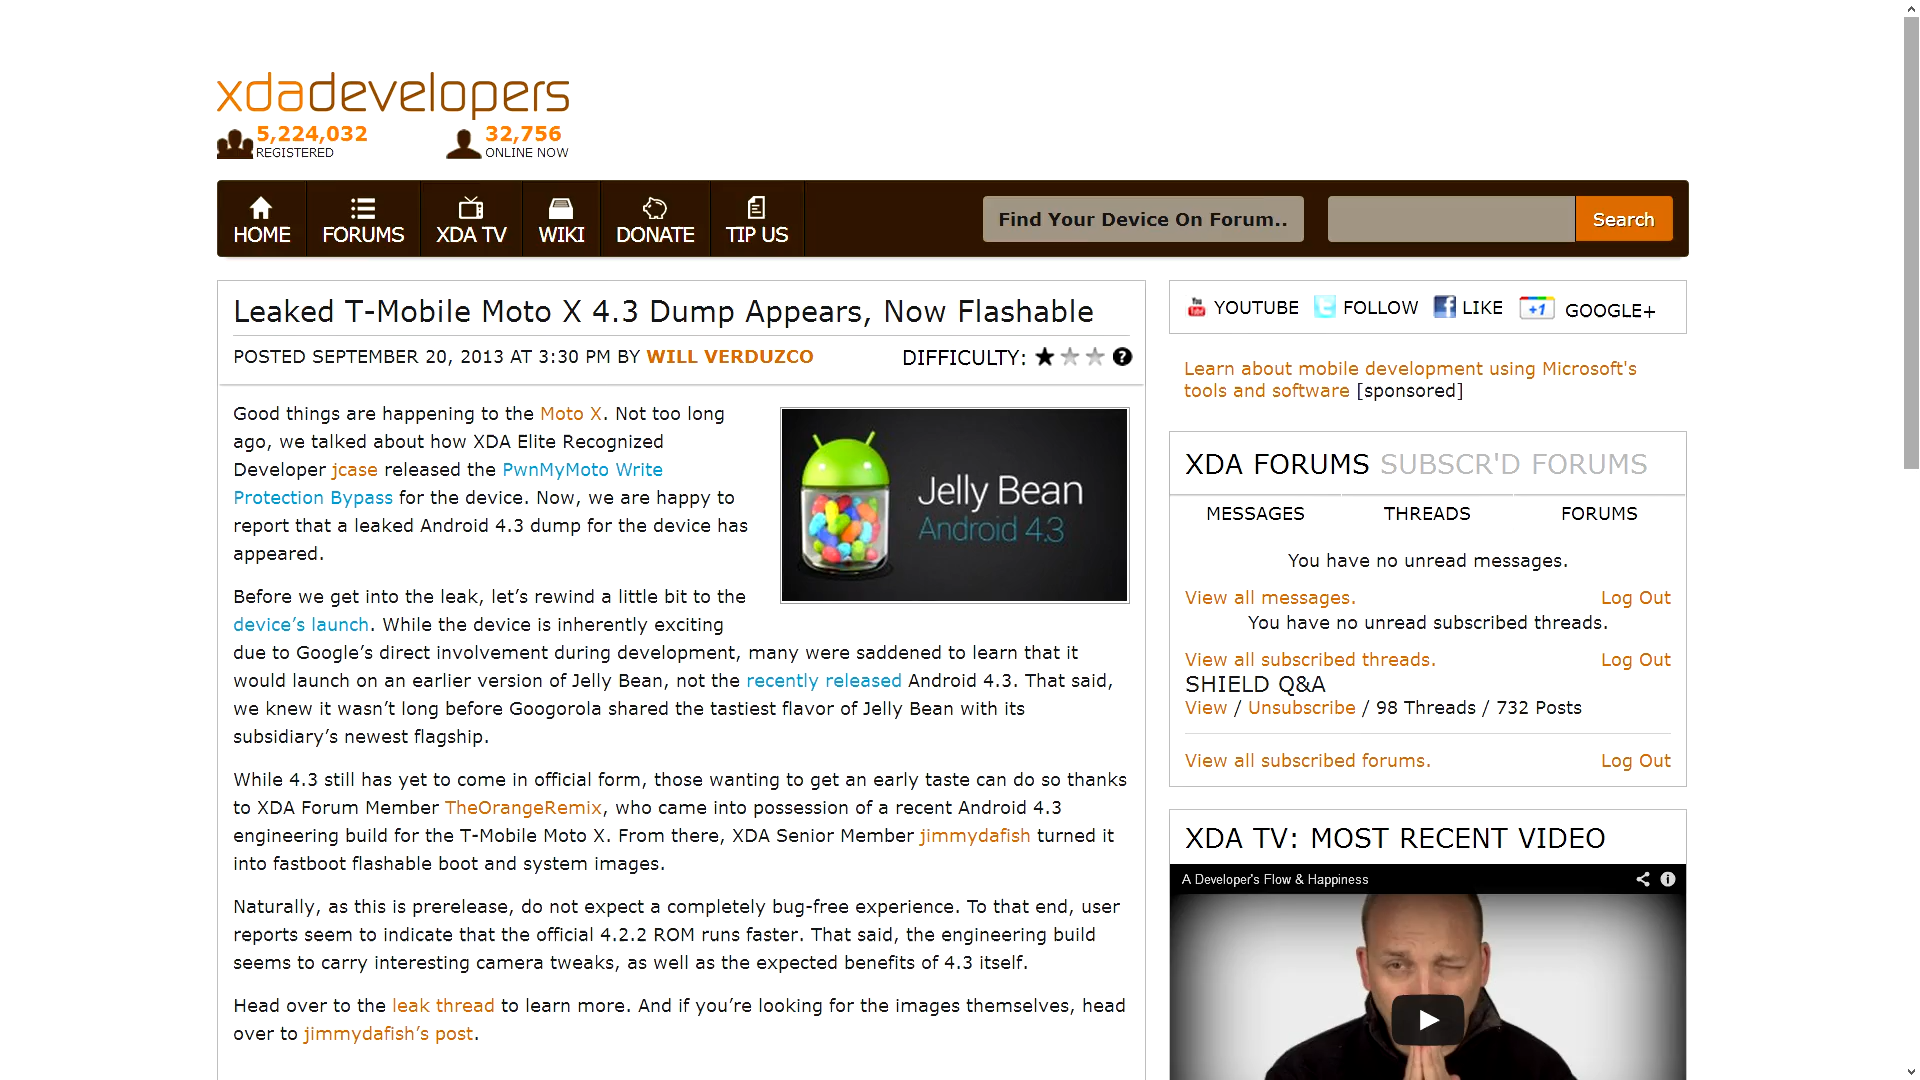 xdadevelopers
5,224,032
REGISTERED
32,756
ONLINE NOW
HOME
FORUMS
XDA TV
WIKI
DONATE
TIP US
Find Your Device On Forum..
Search
Leaked T-Mobile Moto X 4.3 Dump Appears, Now Flashable
POSTED SEPTEMBER 20, 2013 AT 3:30 PM BY WILL VERDUZCO
DIFFICULTY:
Good things are happening to the Moto X. Not too long
ago, we talked about how XDA Elite Recognized
Developer jcase released the PwnMyMoto Write
Protection Bypass for the device. Now, we are happy to
report that a leaked Android 4.3 dump for the device has
appeared.
Jelly Bean
Android 4.3
Before we get into the leak, let’s rewind a little bit to the
device’s launch. While the device is inherently exciting
due to Google’s direct involvement during development, many were saddened to learn that it
would launch on an earlier version of Jelly Bean, not the recently released Android 4.3. That said,
we knew it wasn’t long before Googorola shared the tastiest flavor of Jelly Bean with its
subsidiary’s newest flagship.
While 4.3 still has yet to come in official form, those wanting to get an early taste can do so thanks
to XDA Forum Member TheOrangeRemix, who came into possession of a recent Android 4.3
engineering build for the T-Mobile Moto X. From there, XDA Senior Member jimmydafish turned it
into fastboot flashable boot and system images.
Naturally, as this is prerelease, do not expect a completely bug-free experience. To that end, user
reports seem to indicate that the official 4.2.2 ROM runs faster. That said, the engineering build
seems to carry interesting camera tweaks, as well as the expected benefits of 4.3 itself.
Head over to the leak thread to learn more. And if you’re looking for the images themselves, head
over to jimmydafish’s post.
You Tube YOUTUBE
FOLLOW
LIKE
+1 GOOGLE+
Learn about mobile development using Microsoft's
tools and software [sponsored]
XDA FORUMS SUBSCR'D FORUMS
MESSAGES THREADS FORUMS
You have no unread messages.
View all messages. Log Out
You have no unread subscribed threads.
View all subscribed threads. Log Out
SHIELD Q&A
View / Unsubscribe / 98 Threads / 732 Posts
View all subscribed forums. Log Out
XDA TV: MOST RECENT VIDEO
A Developer's Flow & Happiness